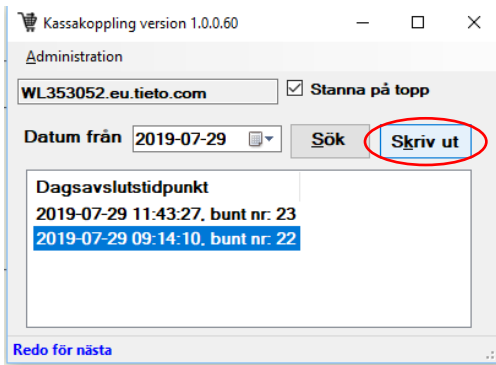 Kassakoppling version 1.0.0.60
Administration
WL353052.eu.tieto.com Stanna på topp
Datum från 2019-07-29 Sök Skriv ut
Dagsavslutstidpunkt
2019-07-29 11:43:27, bunt nr: 23
2019-07-29 09:14:10, bunt nr: 22
Redo för nästa